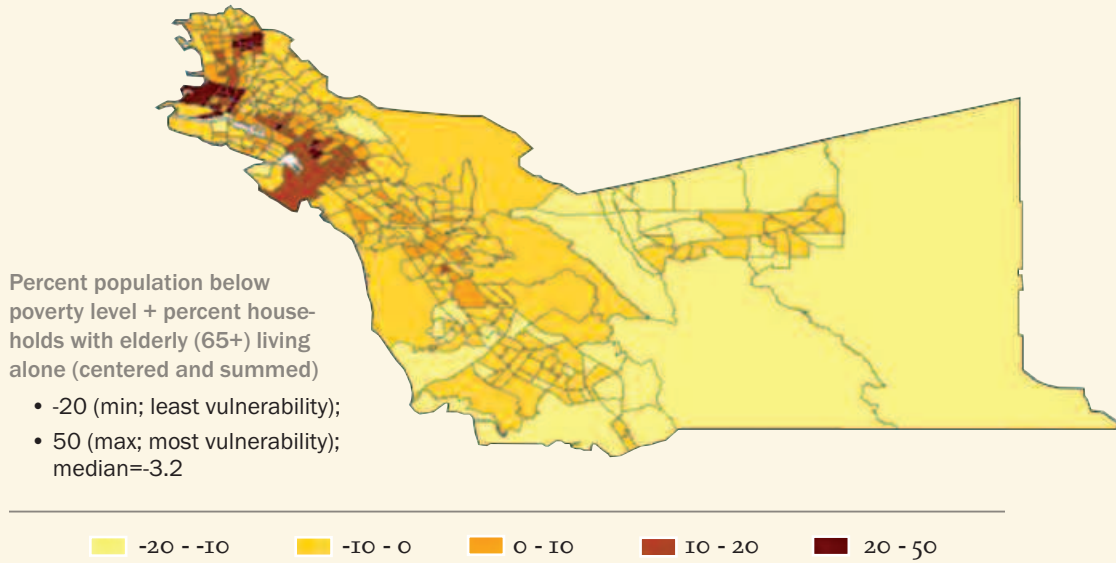 Percent population below
poverty level + percent house-
holds with elderly (65+) living
alone (centered and summed)
• -20 (min; least vulnerability);
• 50 (max; most vulnerability);
median=-3.2
-20 - -10
-10 - 0
0 - 10
10 - 20
20 - 50